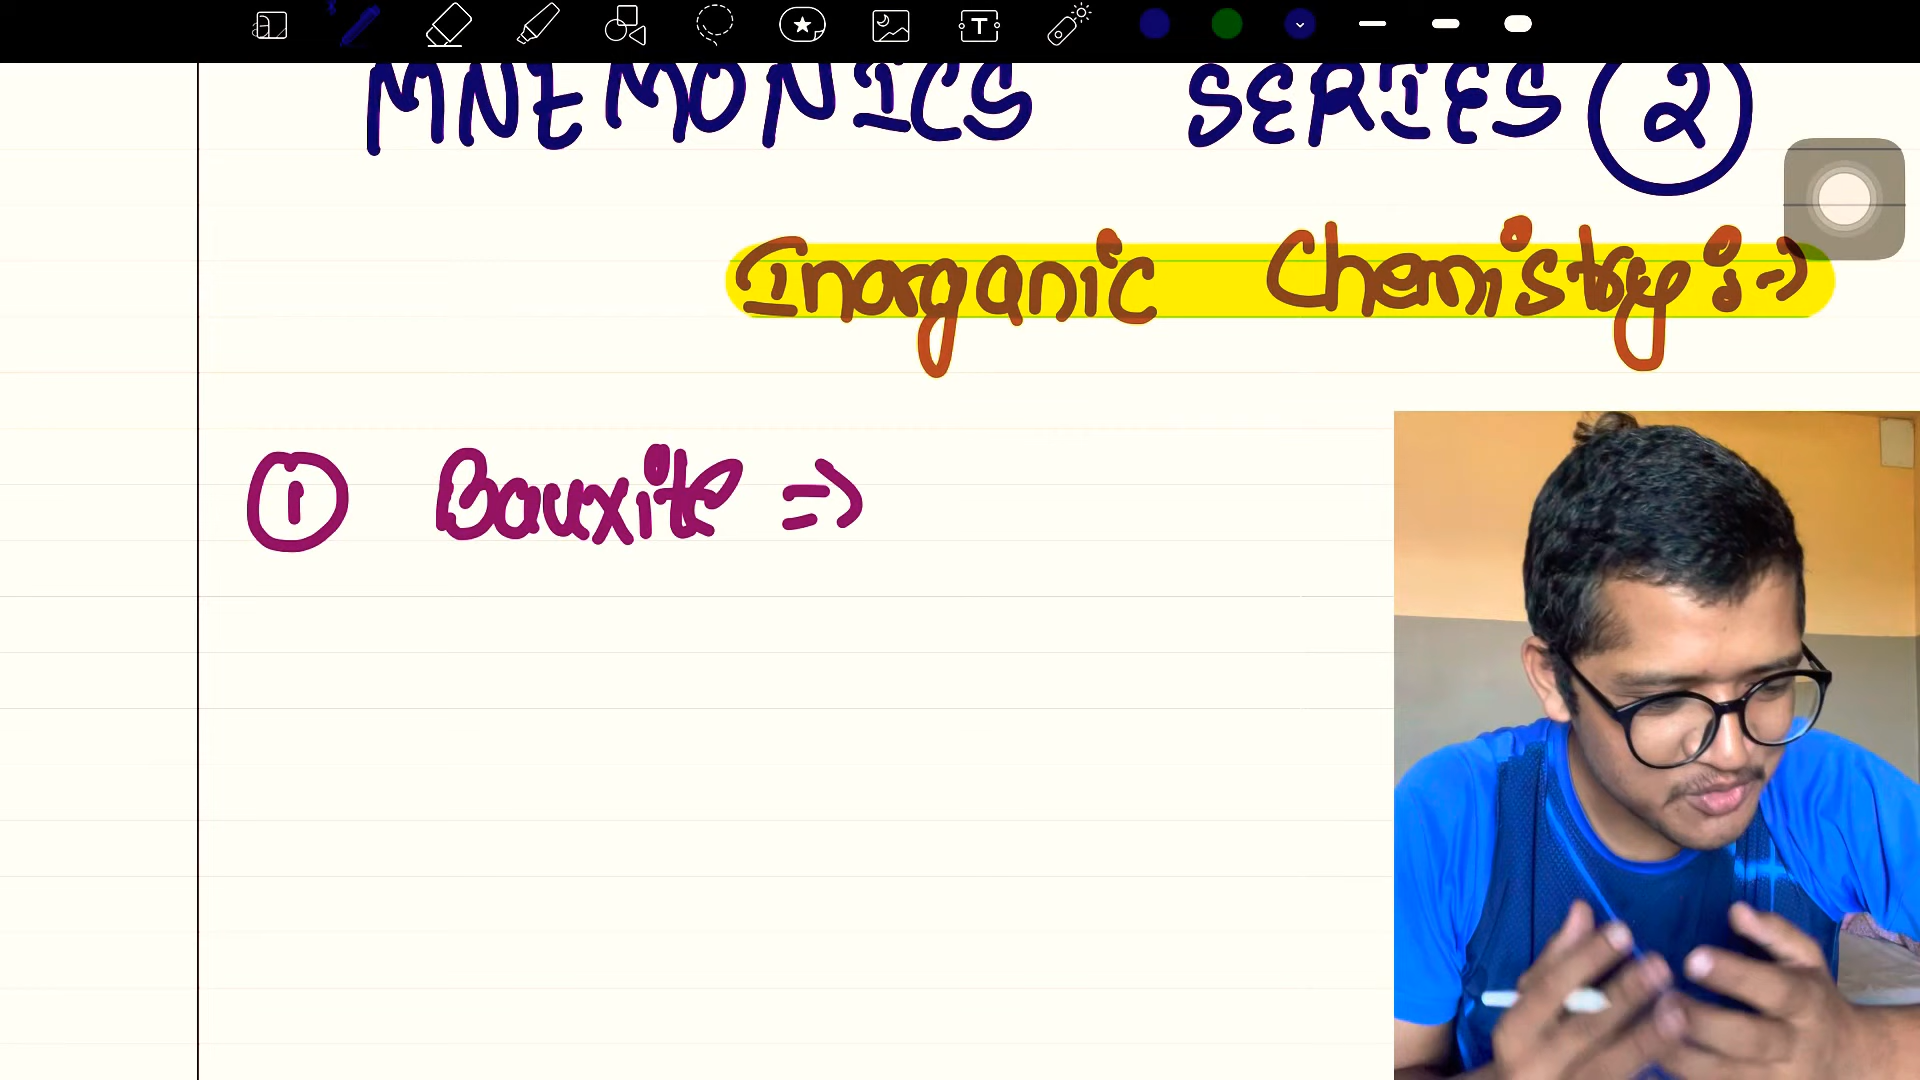 MNEMONICS SERIES 2
Inorganic Chemistry :->
1 Bauxite =>